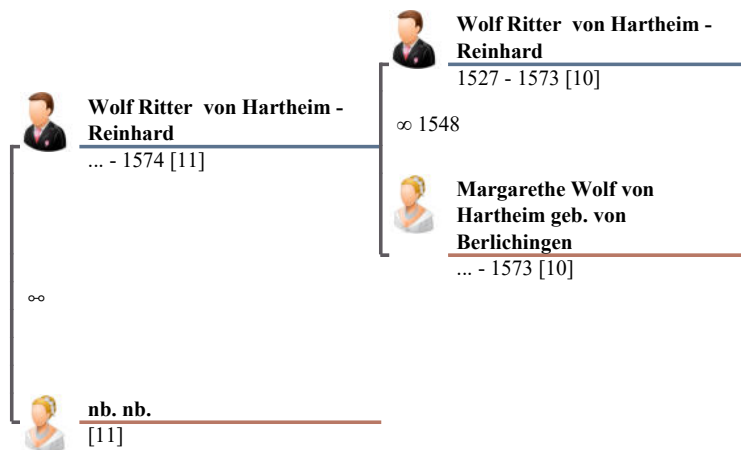 Wolf Ritter  von Hartheim -
Reinhard
1527 - 1573 [10]
∞ 1548
Wolf Ritter  von Hartheim -
Reinhard
... - 1574 [11]
Margarethe Wolf von
Hartheim geb. von
Berlichingen
... - 1573 [10]
⚯
nb. nb.
[11]